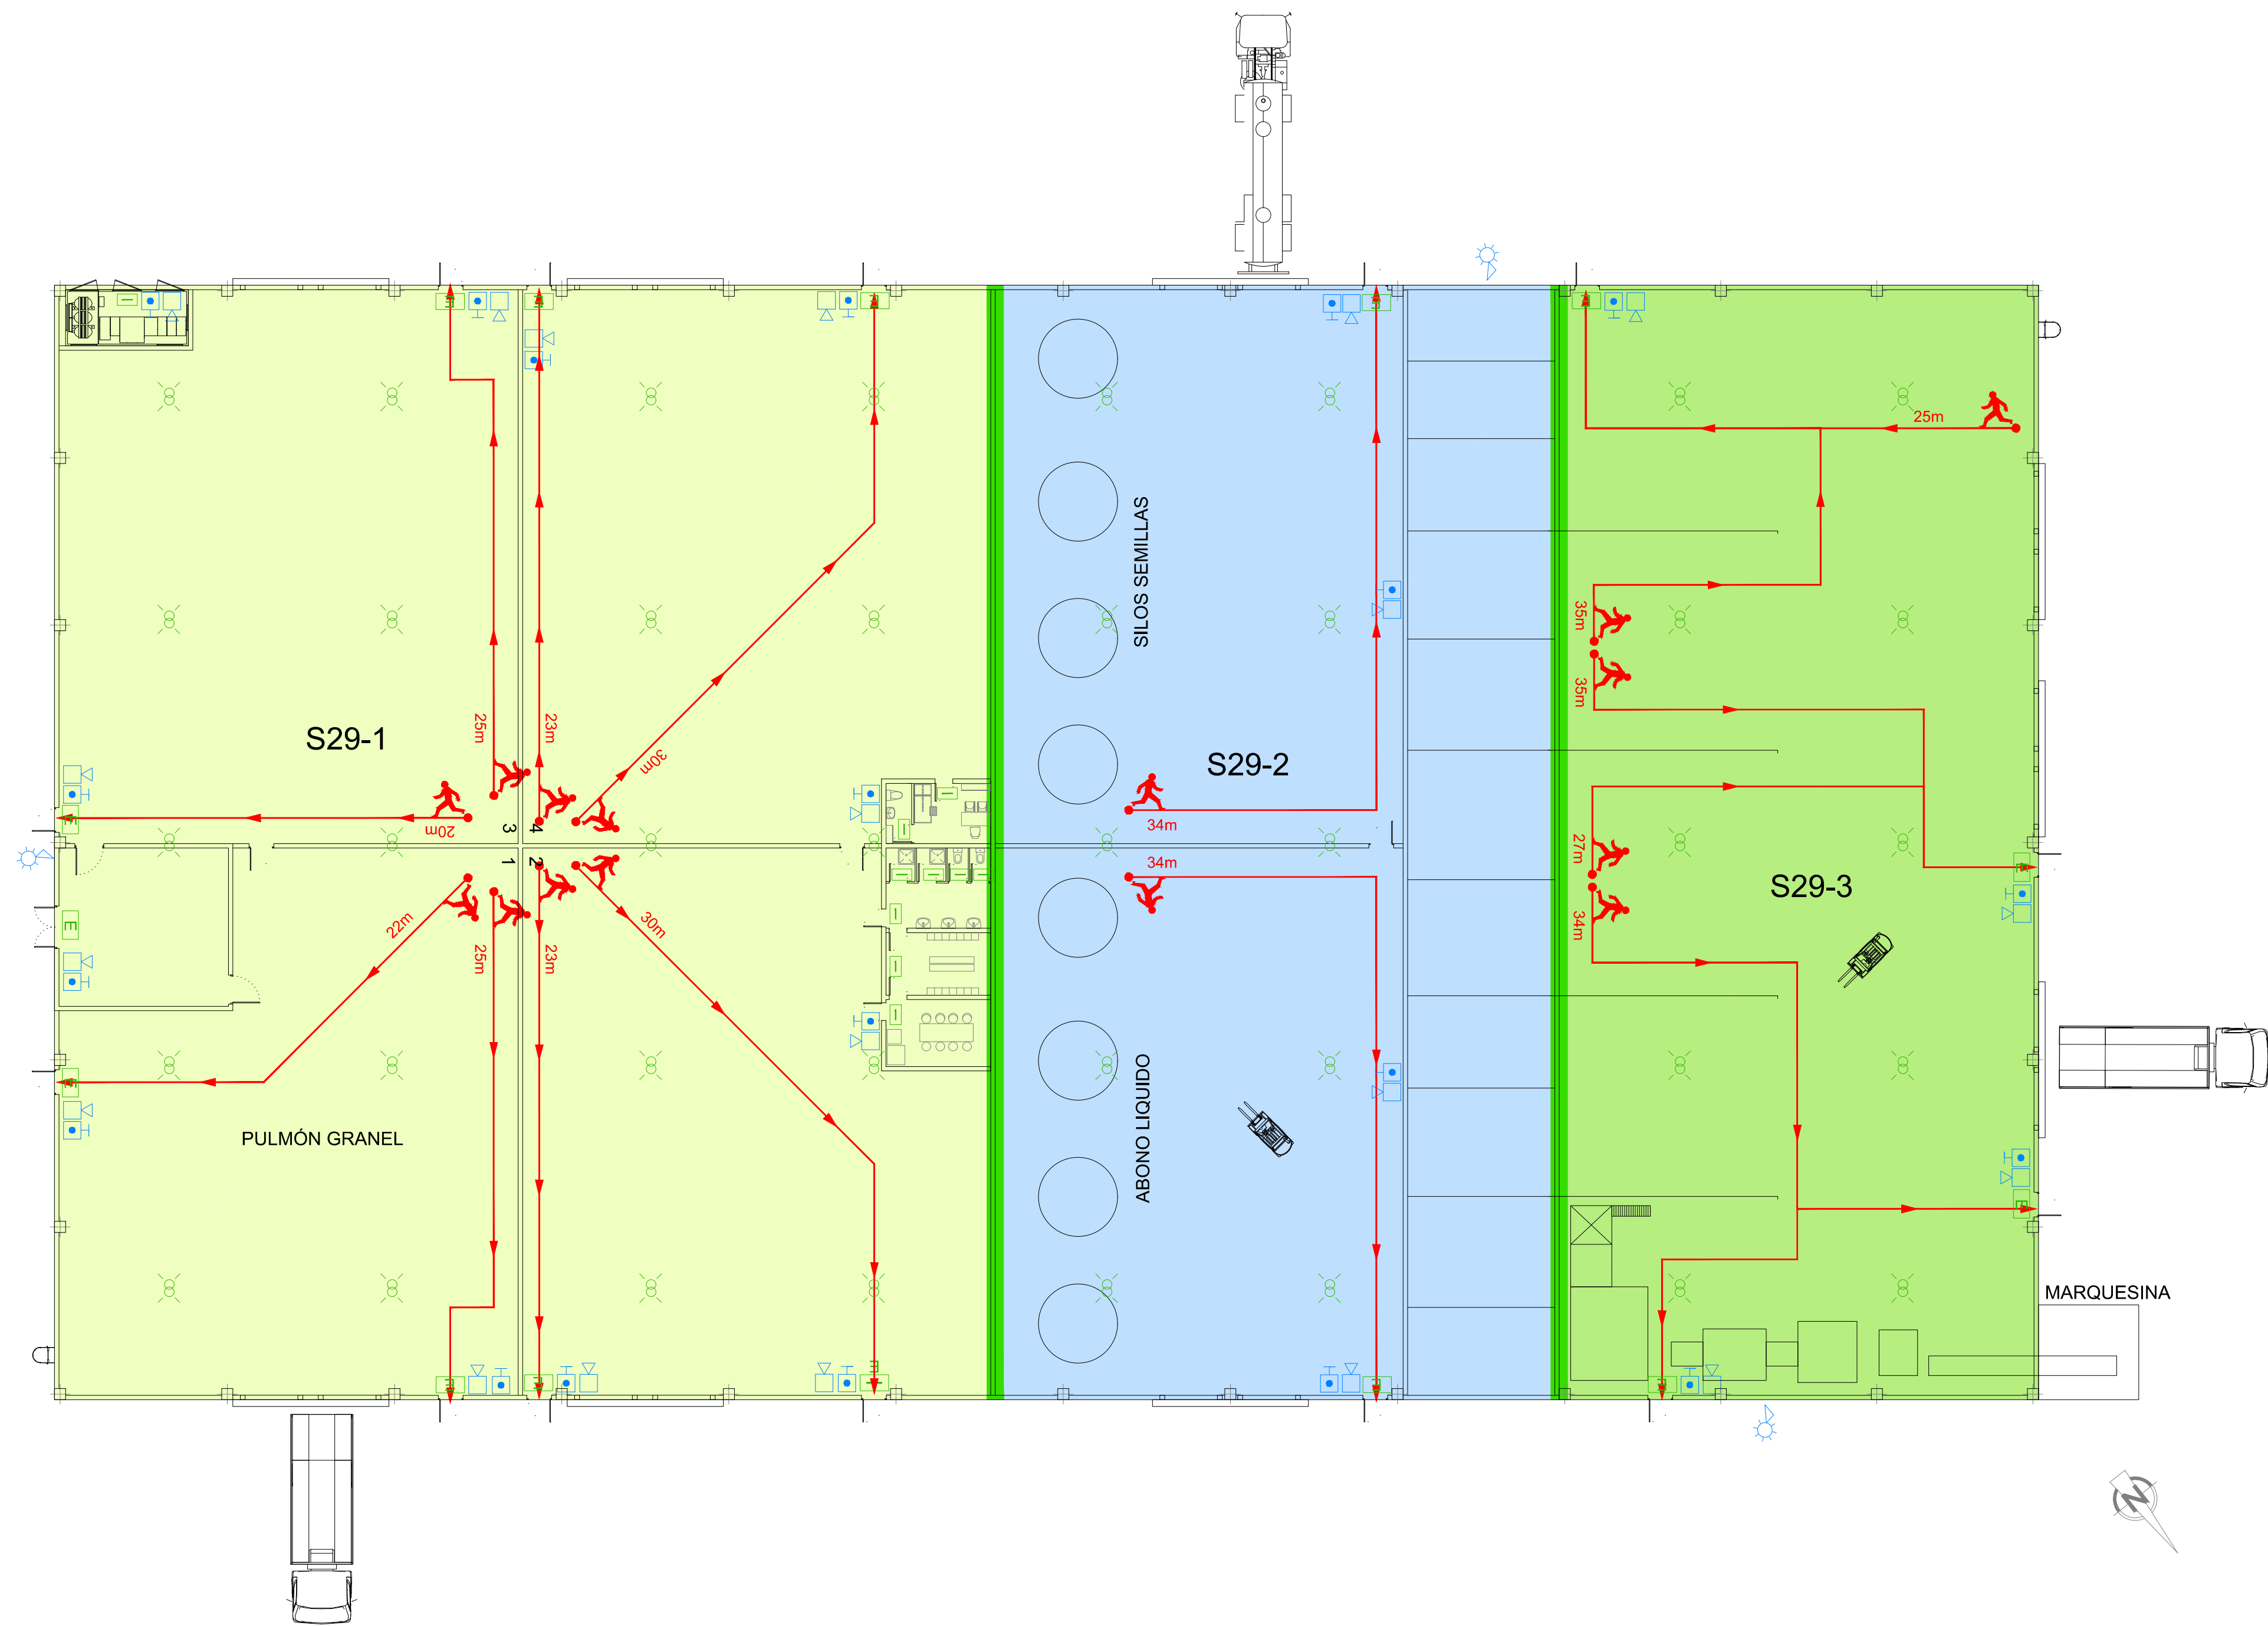 E
E
E
E
E
25m
SILOS SEMILLAS
35m
35m
25m
23m
S29-1
30m
S29-2
20m
3
4
34m
27m
E
1
2
34m
E
S29-3
22m
25m
23m
30m
34m
E
E
PULMÓN GRANEL
ABONO LIQUIDO
E
MARQUESINA
E
E
E
E
E
N